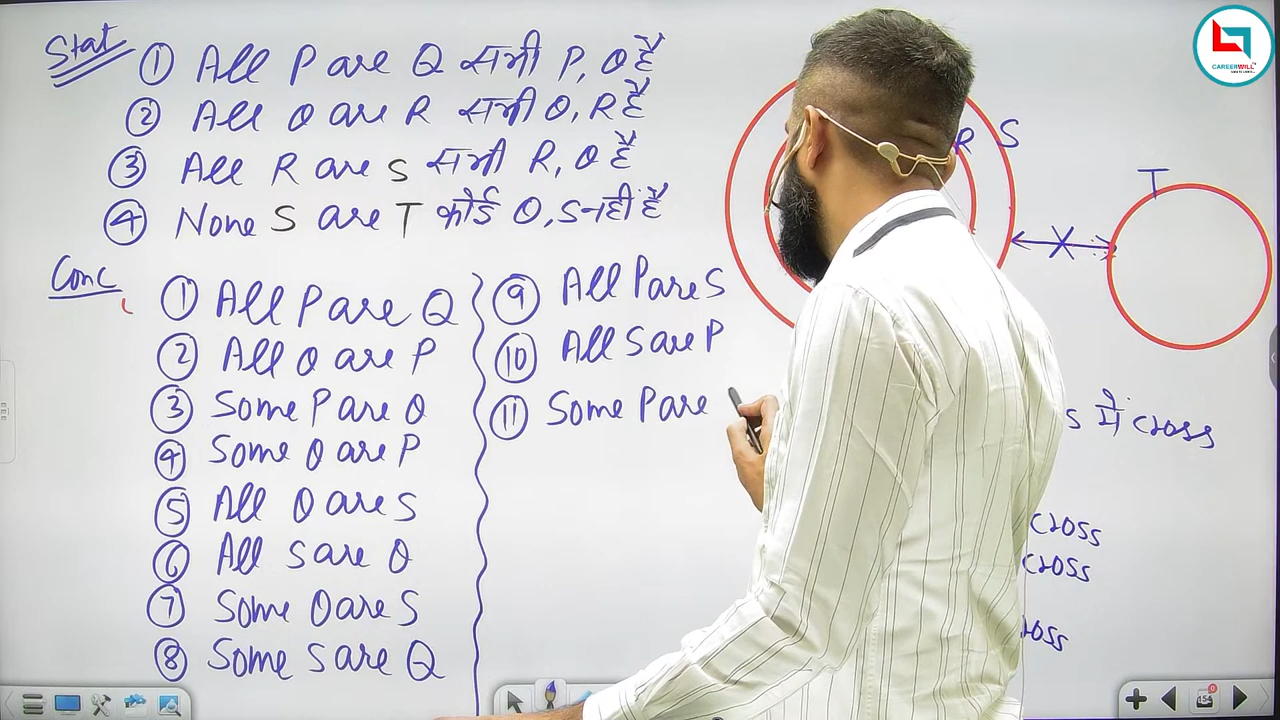 Stat
① All P are Q सभी P, Q हैं
② All Q are R सभी Q, R हैं
③ All R are S सभी R, Q हैं
④ None S are T कोई Q, S नहीं हैं
Conc
① All P are Q
② All Q are P
③ Some P are Q
④ Some Q are P
⑤ All Q are S
⑥ All S are Q
⑦ Some Q are S
⑧ Some S are Q
⑨ All P are S
⑩ All S are P
⑪ Some P are
R S
T
S में cross
cross
cross
oss
CAREERWILL
154